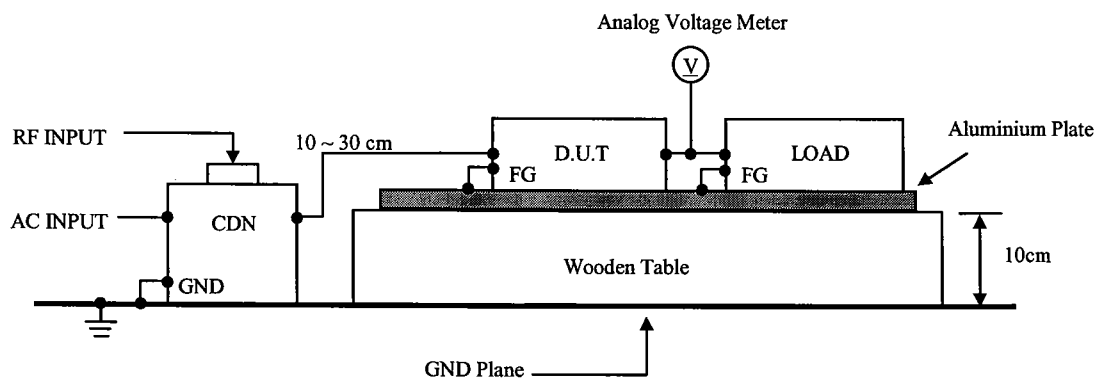 Analog Voltage Meter
V
RF INPUT
10 ~ 30 cm
D.U.T
LOAD
Aluminium Plate
FG
FG
AC INPUT
CDN
GND
Wooden Table
10cm
GND Plane